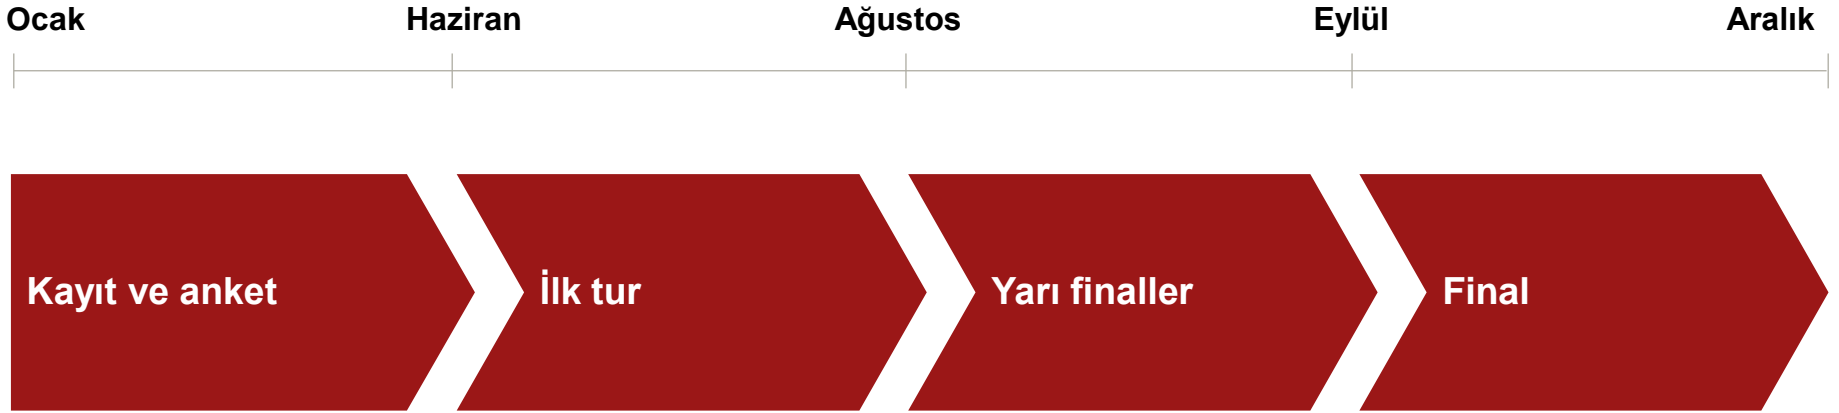 Ocak Haziran Ağustos Eylül Aralık
Kayıt ve anket İlk tur Yarı finaller Final